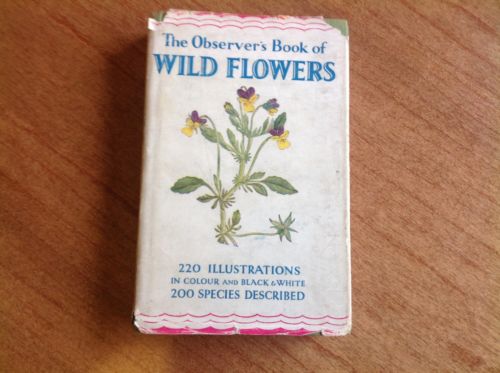 The Observer's Book of
WILD FLOWERS
220 ILLUSTRATIONS
IN COLOUR AND BLACK & WHITE
200 SPECIES DESCRIBED